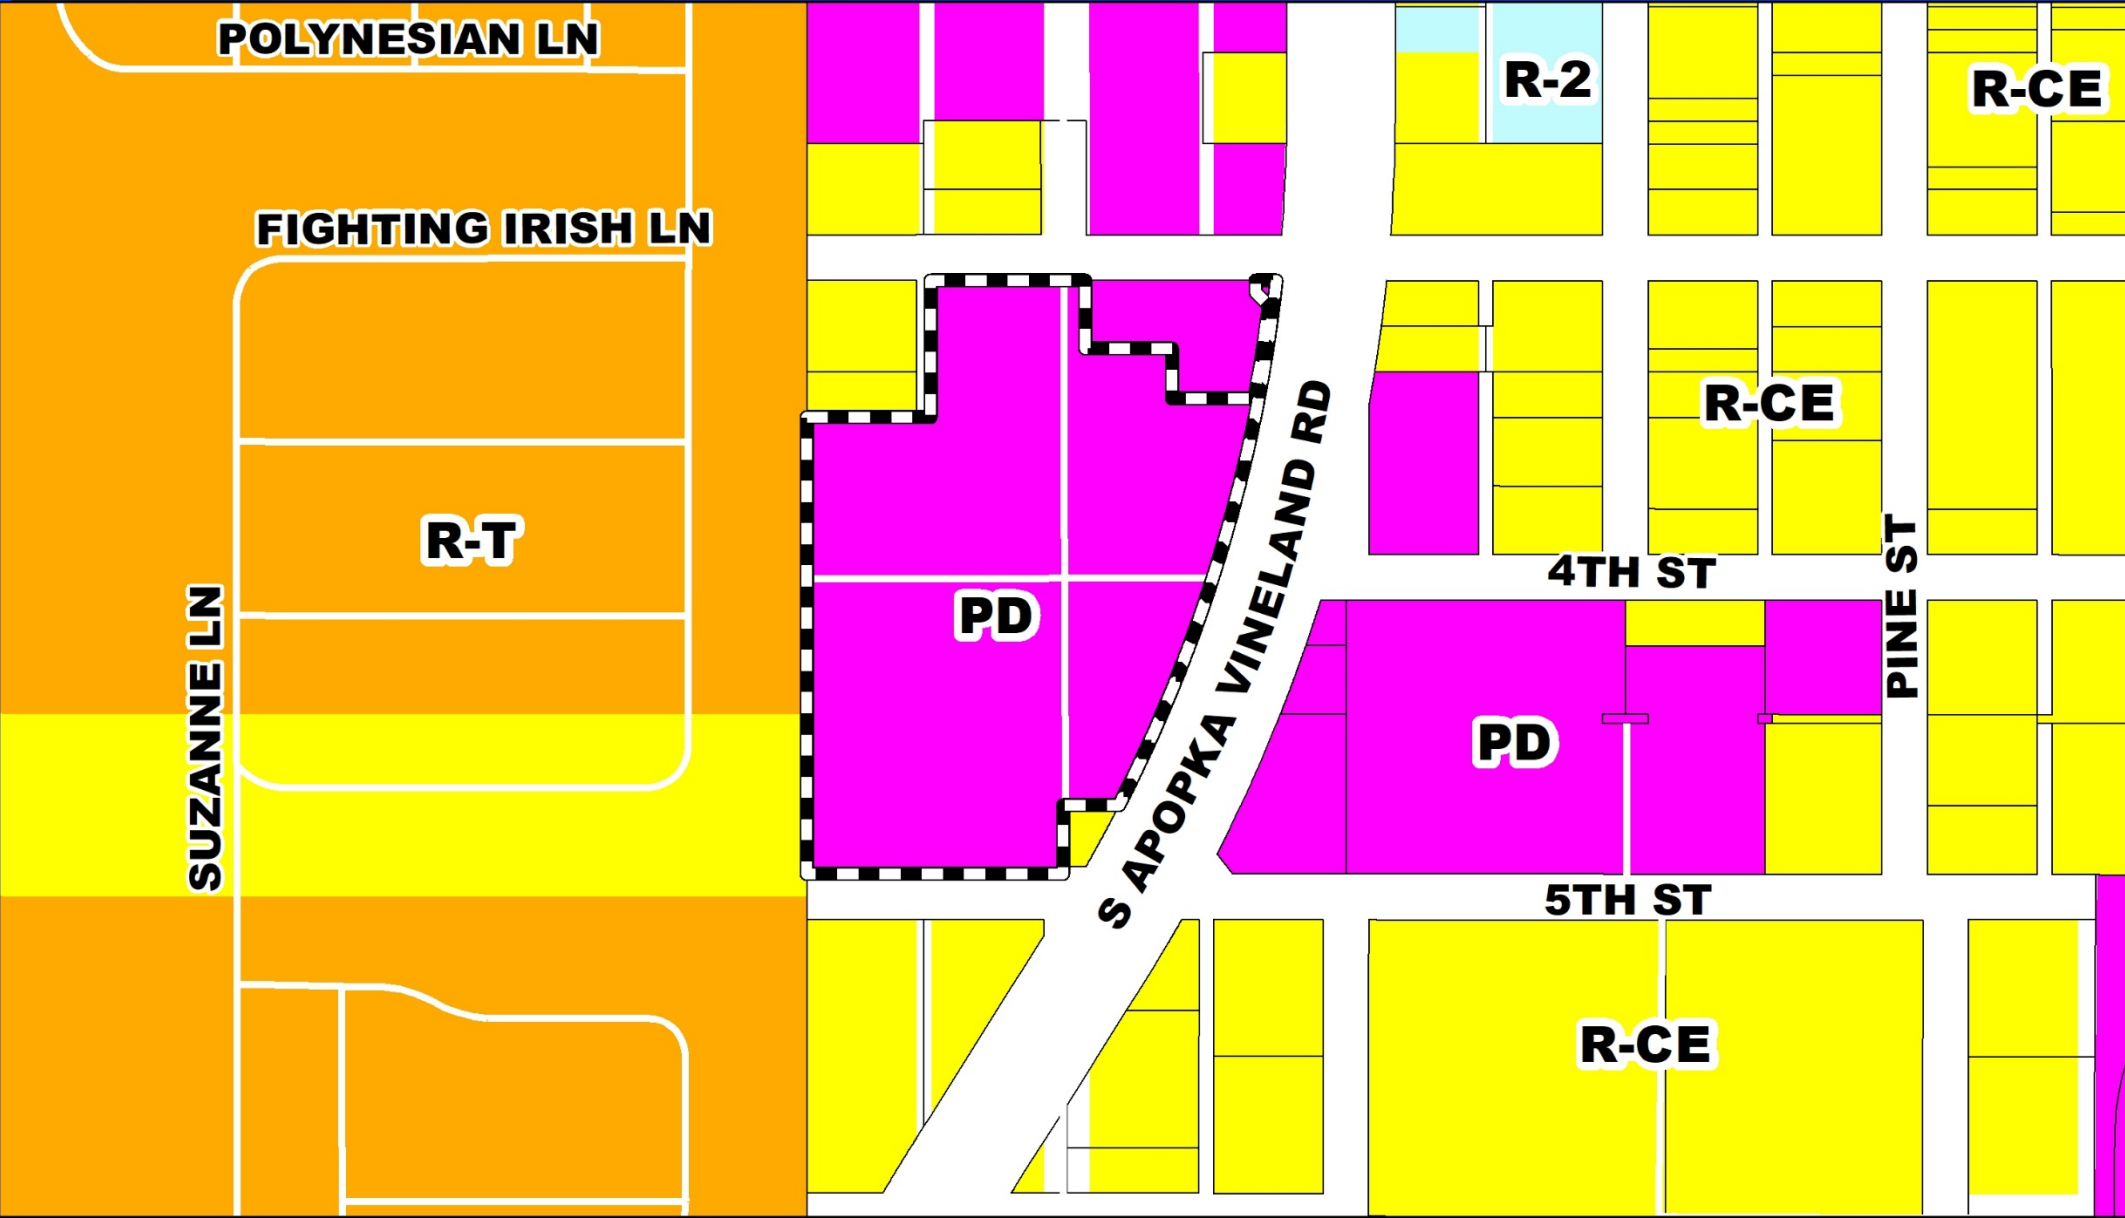 POLYNESIAN LN
R-2
R-CE
FIGHTING IRISH LN
R-CE
S APOPKA VINELAND RD
R-T
4TH ST
PINE ST
PD
SUZANNE LN
PD
5TH ST
R-CE